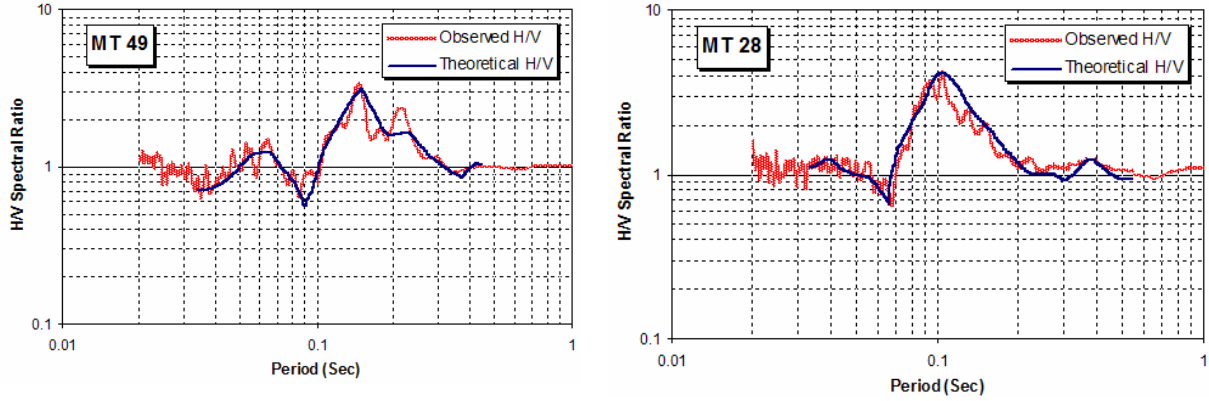 10
MT 49
Observed H/V
Theoretical H/V
H/V Spectral Ratio
1
0.1
0.01
0.1
1
Period (Sec)
10
MT 28
Observed H/V
Theoretical H/V
H/V Spectral Ratio
1
0.1
0.01
0.1
1
Period (Sec)